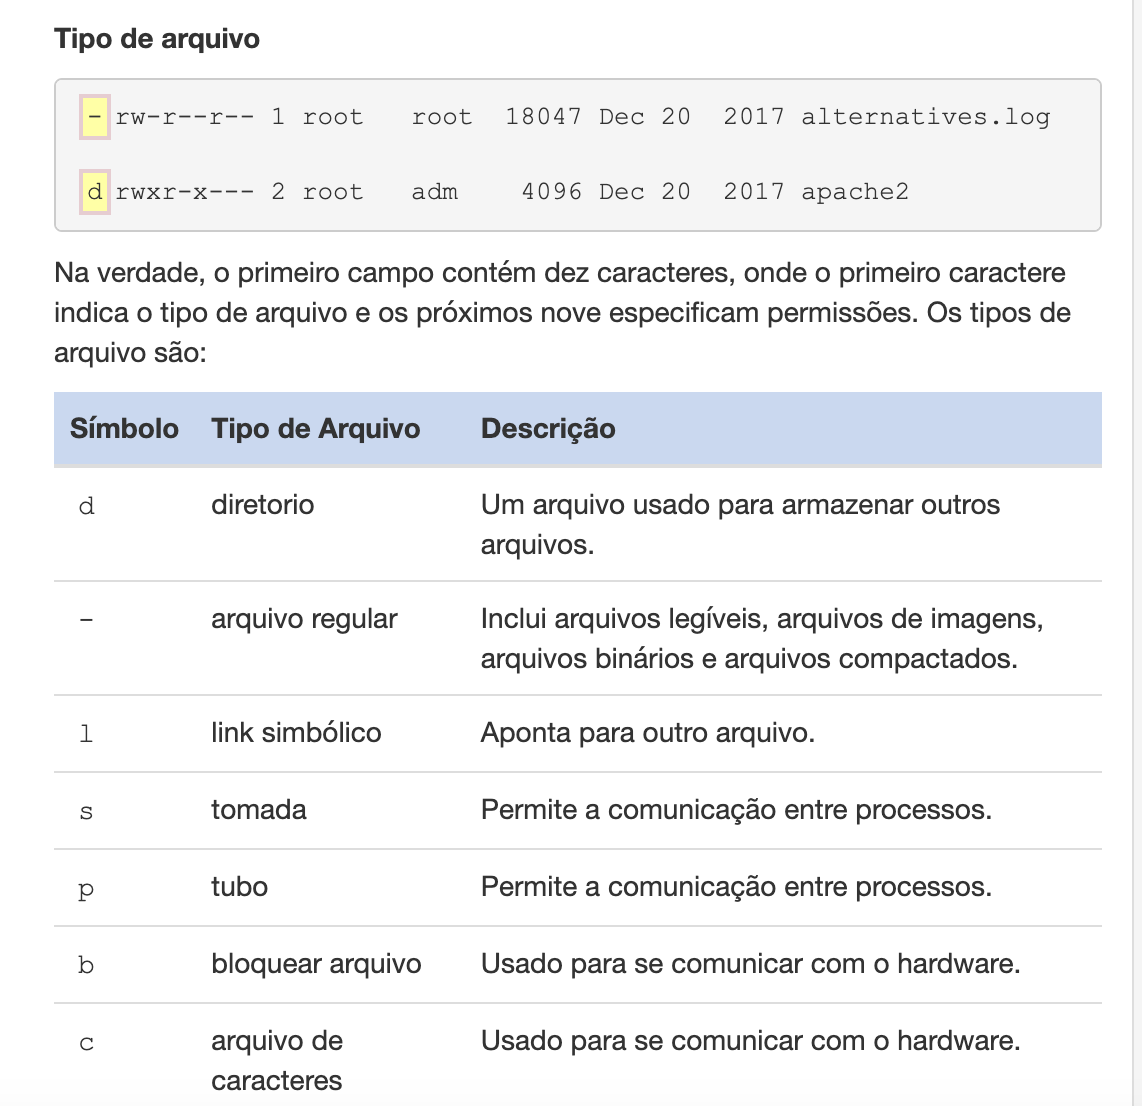 Tipo de arquivo
-rw-r--r-- 1 root   root  18047 Dec 20  2017 alternatives.log
drwxr-x--- 2 root   adm    4096 Dec 20  2017 apache2
Na verdade, o primeiro campo contém dez caracteres, onde o primeiro caractere
indica o tipo de arquivo e os próximos nove especificam permissões. Os tipos de
arquivo são:
Símbolo Tipo de Arquivo Descrição
d diretorio Um arquivo usado para armazenar outros
arquivos.
- arquivo regular Inclui arquivos legíveis, arquivos de imagens,
arquivos binários e arquivos compactados.
l link simbólico Aponta para outro arquivo.
s tomada Permite a comunicação entre processos.
p tubo Permite a comunicação entre processos.
b bloquear arquivo Usado para se comunicar com o hardware.
c arquivo de Usado para se comunicar com o hardware.
caracteres